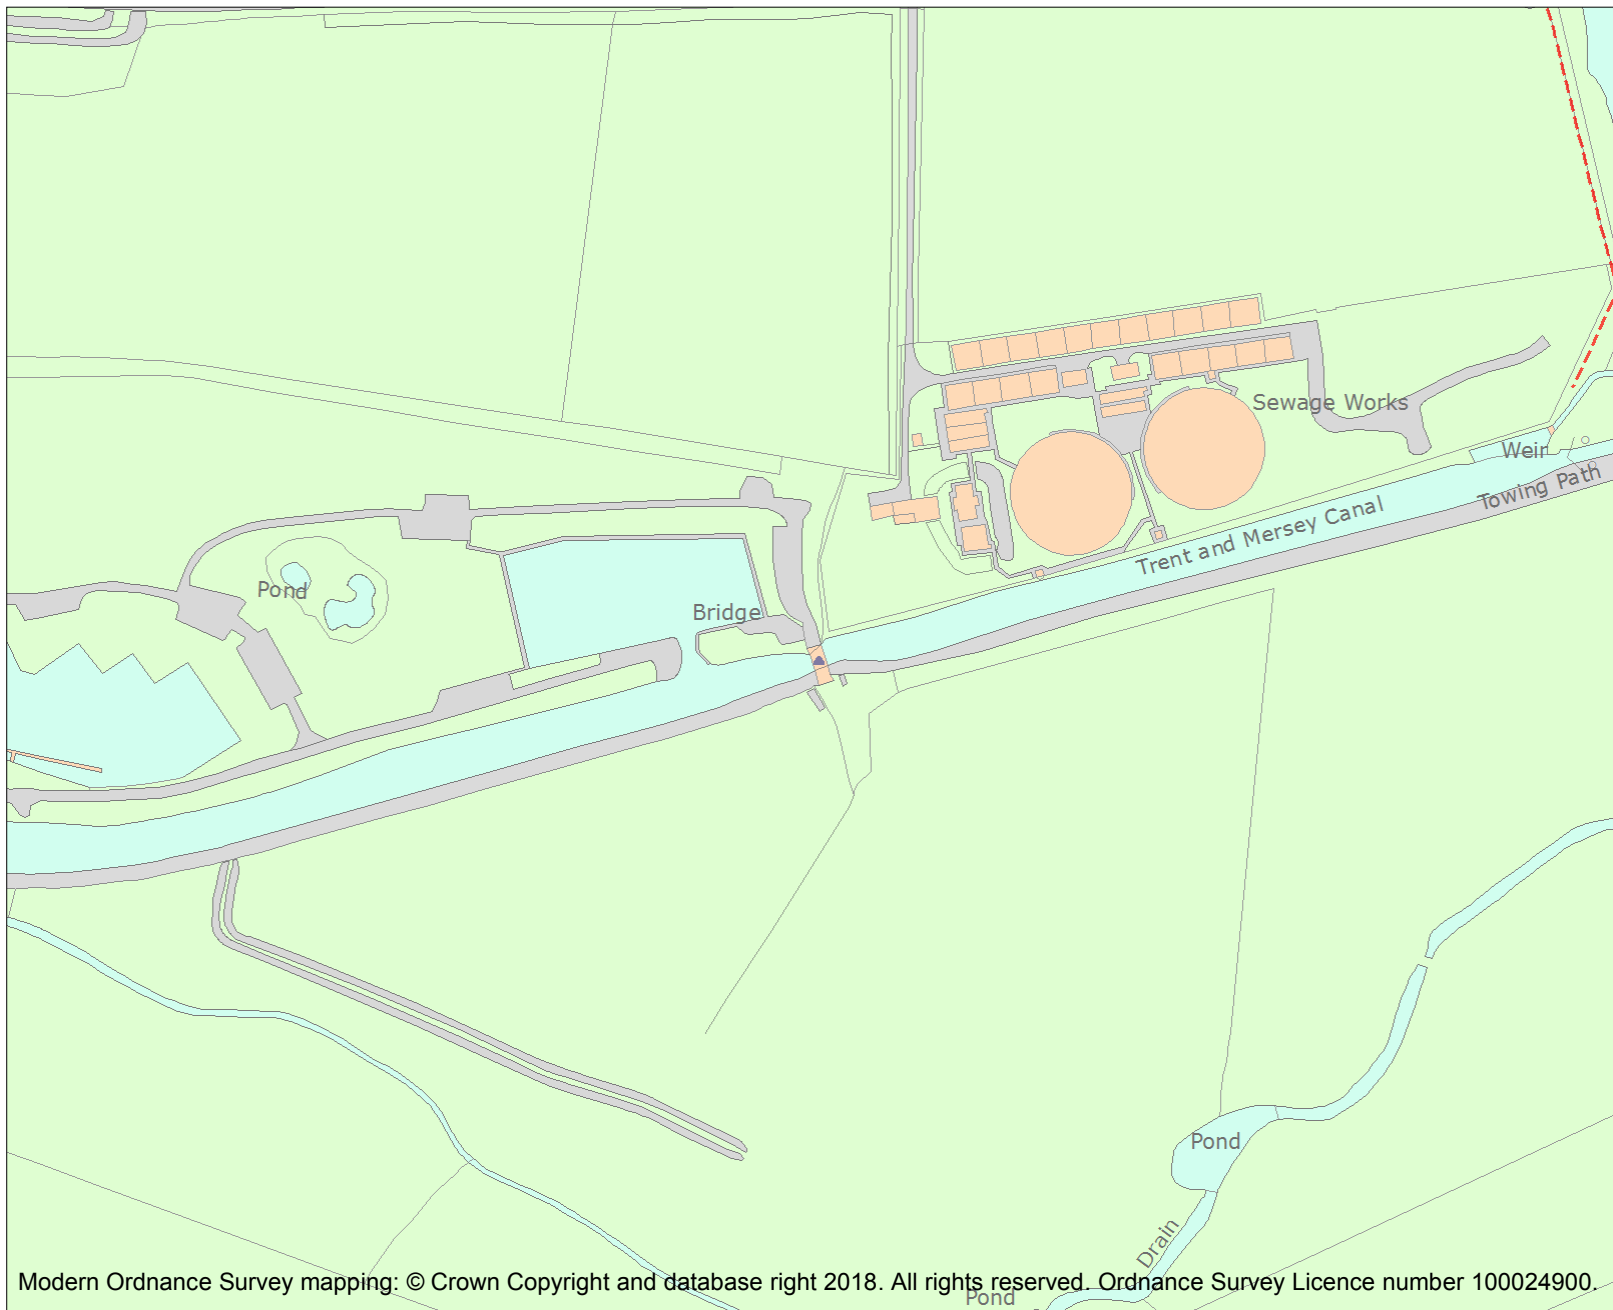 Sewage Works
Weir
Towing Path
Trent and Mersey Canal
Pond
Bridge
Pond
Drain
Modern Ordnance Survey mapping: © Crown Copyright and database right 2018. All rights reserved. Ordnance Survey Licence number 100024900.
Pond